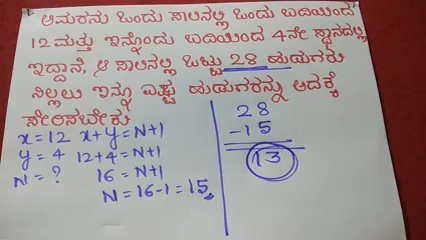 ಅಮರನು ಒಂದು ಸಾಲಿನಲ್ಲಿ ಒಂದು ಬದಿಯಿಂದ
12 ಮತ್ತು ಇನ್ನೊಂದು ಬದಿಯಿಂದ 4ನೇ ಸ್ಥಾನದಲ್ಲಿ
ಇದ್ದಾನೆ, ಆ ಸಾಲಿನಲ್ಲಿ ಒಟ್ಟು 28 ಹುಡುಗರು
ನಿಲ್ಲಲು ಇನ್ನೂ ಎಷ್ಟು ಹುಡುಗರನ್ನು ಅದಕ್ಕೆ
ಸೇರಿಸಬೇಕು
x = 12 x + y = N+1
y = 4 12+4 = N+1
N = ? 16 = N+1
N = 16-1 = 15
28
-15
13